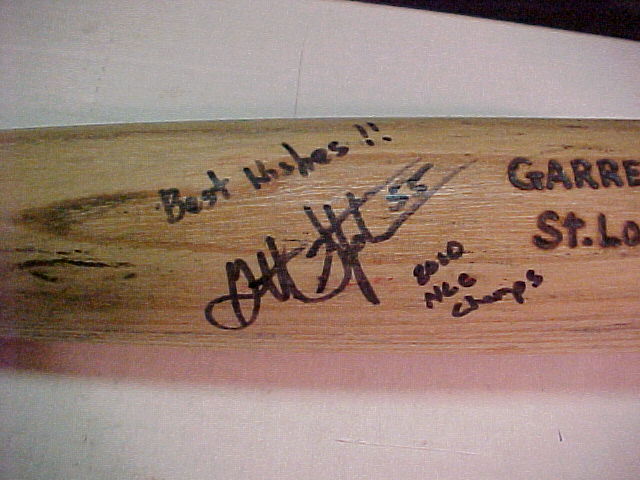 Best Wishes !!
55
GARRE
St.Lo
2010
NLC
champs